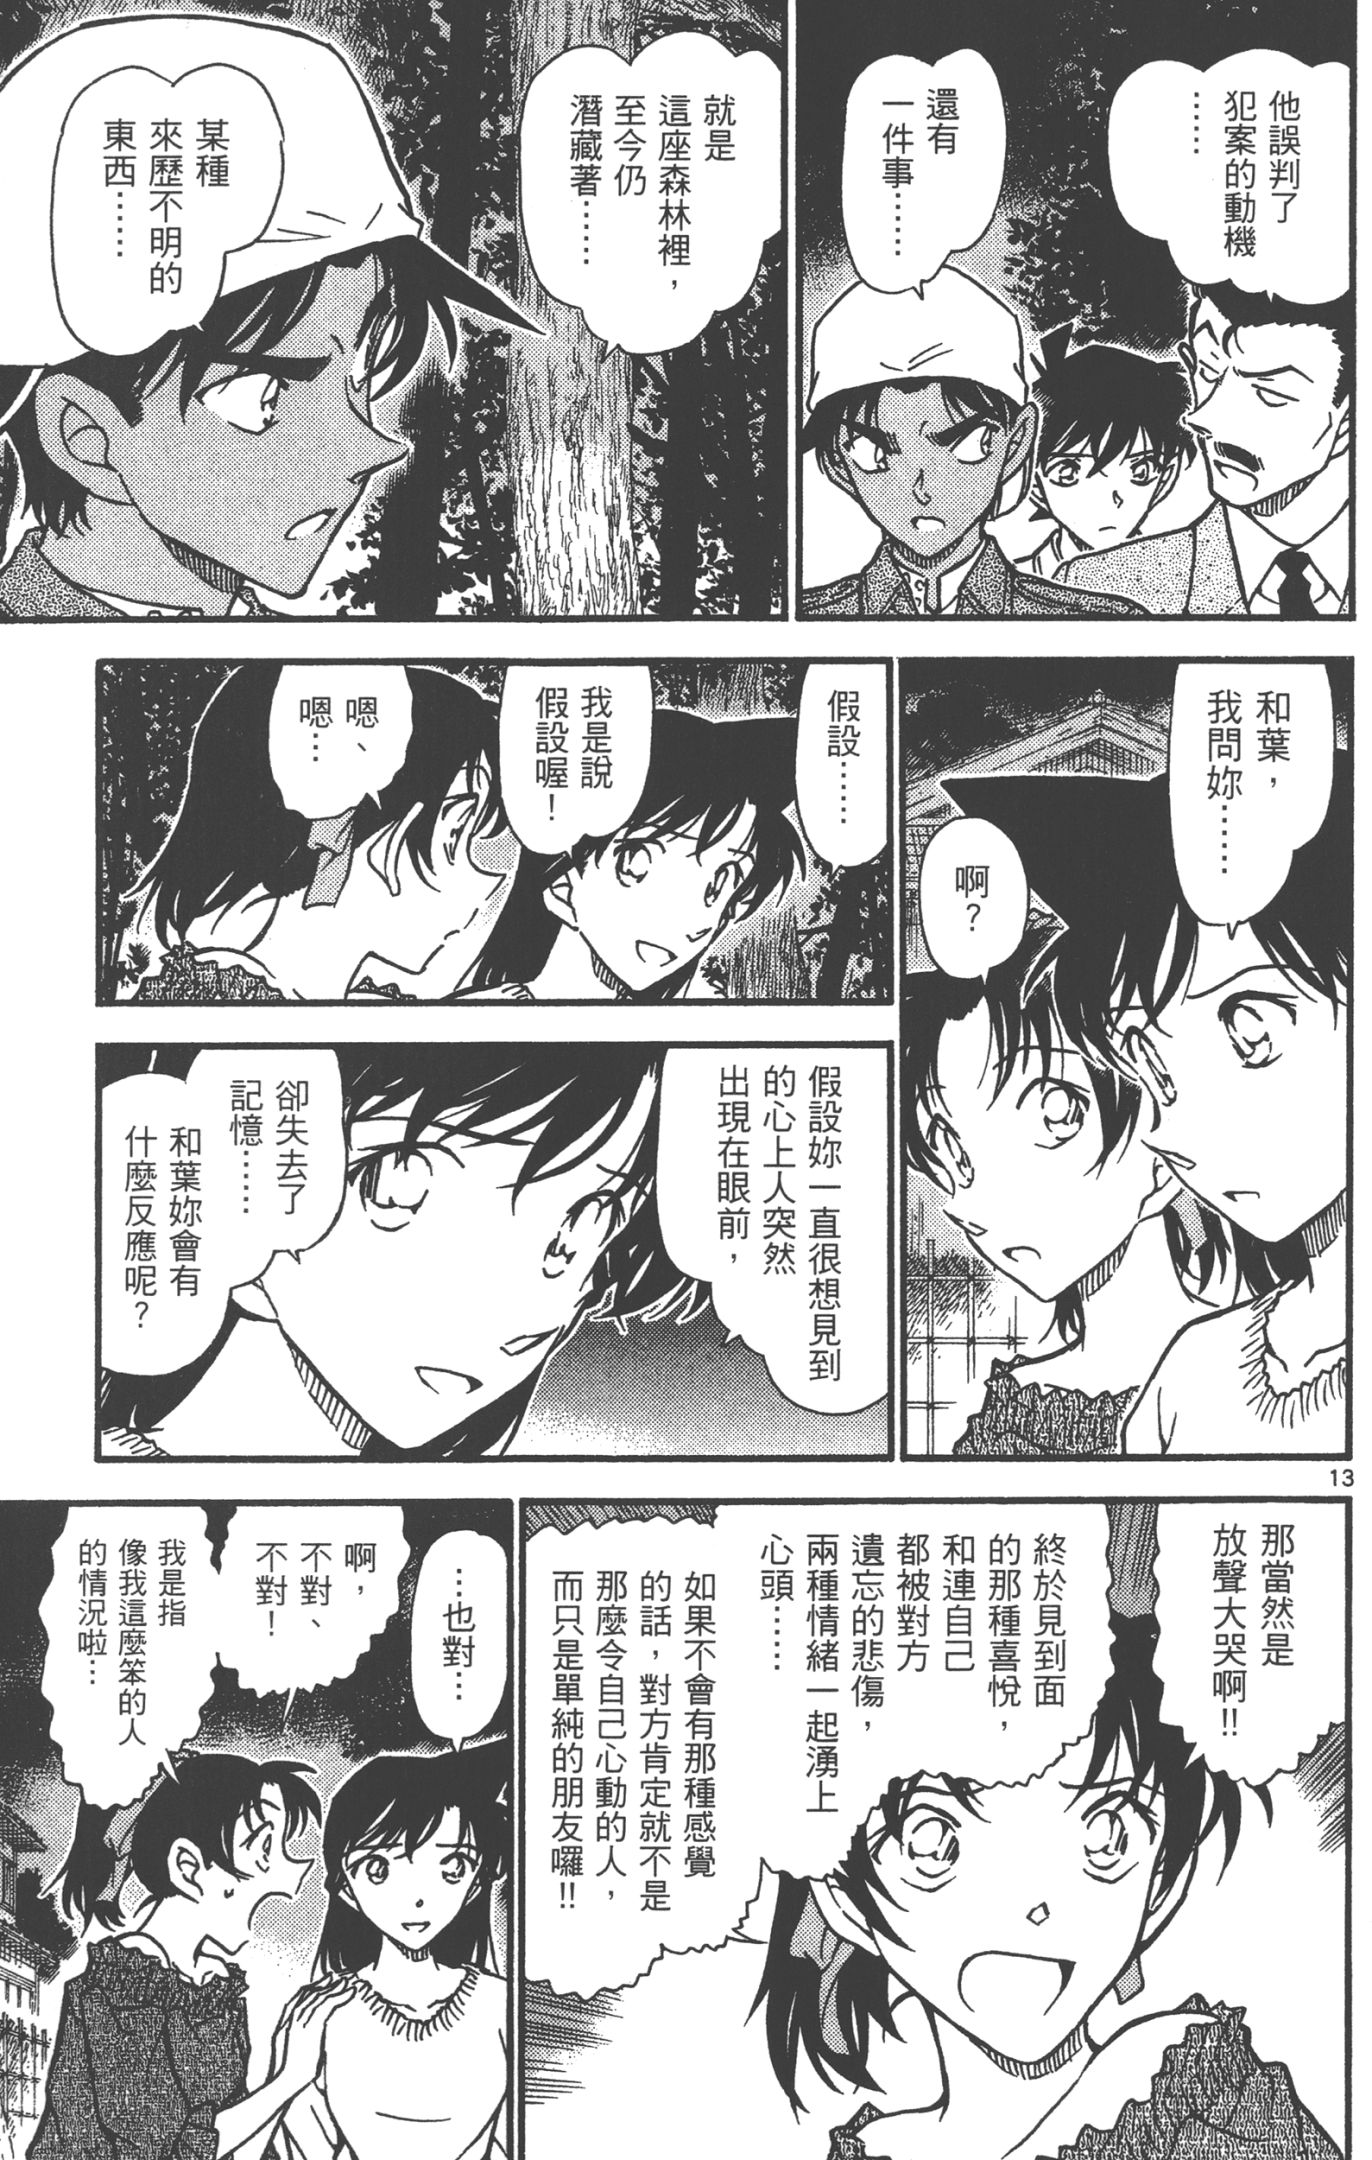 他誤判了
犯案的動機
……
還有
一件事……
就是
這座森林裡，
至今仍
潛藏著……
某種
來歷不明的
東西……
和葉，
我問妳……
啊？
假設……
我是說
假設喔！
嗯、
嗯…
假設妳一直很想見到
的心上人突然
出現在眼前，
卻失去了
記憶……
和葉妳會有
什麼反應呢？
13
那當然是
放聲大哭啊!!
終於見到面
的那種喜悅，
和連自己
都被對方
遺忘的悲傷，
兩種情緒一起湧上
心頭……
如果不會有那種感覺
的話，對方肯定就不是
那麼令自己心動的人，
而只是單純的朋友囉!!
…也對…
啊，
不對、
不對！
我是指
像我這麼笨的人
的情況啦…